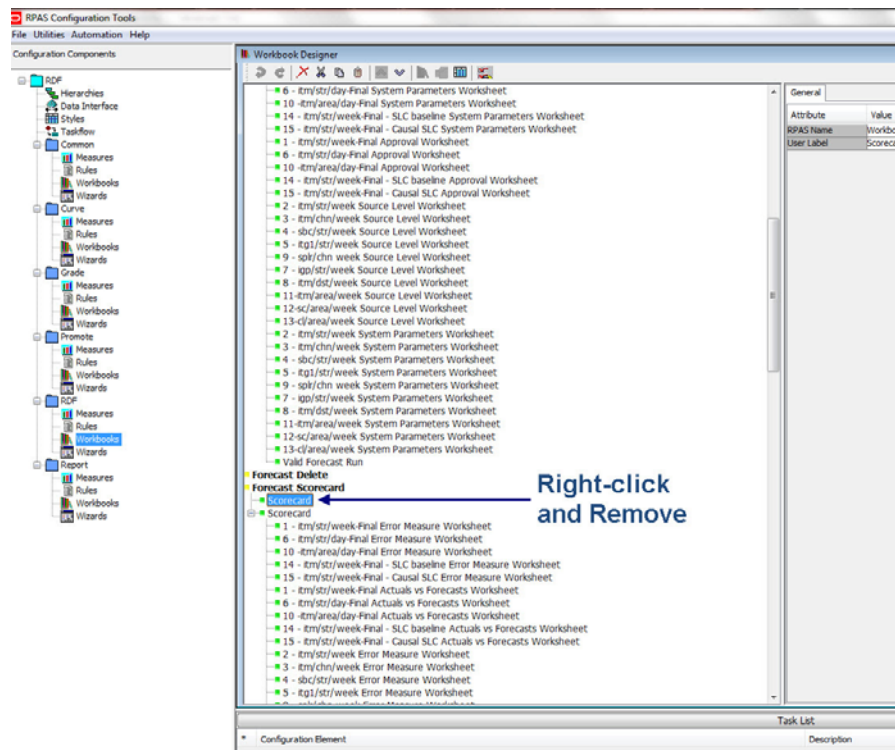 RPAS Configuration Tools
File Utilities Automation Help
Configuration Components
RDF
Hierarchies
Data Interface
Styles
Taskflow
Common
Measures
Rules
Workbooks
Wizards
Curve
Measures
Rules
Workbooks
Wizards
Grade
Measures
Rules
Workbooks
Wizards
Promote
Measures
Rules
Workbooks
Wizards
RDF
Measures
Rules
Workbooks
Wizards
Report
Measures
Rules
Workbooks
Wizards
Workbook Designer
6 - itm/str/day-Final System Parameters Worksheet
10 -itm/area/day-Final System Parameters Worksheet
14 - itm/str/week-Final - SLC baseline System Parameters Worksheet
15 - itm/str/week-Final - Causal SLC System Parameters Worksheet
1 - itm/str/week-Final Approval Worksheet
6 - itm/str/day-Final Approval Worksheet
10 -itm/area/day-Final Approval Worksheet
14 - itm/str/week-Final - SLC baseline Approval Worksheet
15 - itm/str/week-Final - Causal SLC Approval Worksheet
2 - itm/str/week Source Level Worksheet
3 - itm/chn/week Source Level Worksheet
4 - sbc/str/week Source Level Worksheet
5 - itg1/str/week Source Level Worksheet
9 - splr/chn week Source Level Worksheet
7 - igp/str/week Source Level Worksheet
8 - itm/dst/week Source Level Worksheet
11-itm/area/week Source Level Worksheet
12-sc/area/week Source Level Worksheet
13-cl/area/week Source Level Worksheet
2 - itm/str/week System Parameters Worksheet
3 - itm/chn/week System Parameters Worksheet
4 - sbc/str/week System Parameters Worksheet
5 - itg1/str/week System Parameters Worksheet
9 - splr/chn week System Parameters Worksheet
7 - igp/str/week System Parameters Worksheet
8 - itm/dst/week System Parameters Worksheet
11-itm/area/week System Parameters Worksheet
12-sc/area/week System Parameters Worksheet
13-cl/area/week System Parameters Worksheet
Valid Forecast Run
Forecast Delete
Forecast Scorecard
Scorecard
Scorecard
1 - itm/str/week-Final Error Measure Worksheet
6 - itm/str/day-Final Error Measure Worksheet
10 -itm/area/day-Final Error Measure Worksheet
14 - itm/str/week-Final - SLC baseline Error Measure Worksheet
15 - itm/str/week-Final - Causal SLC Error Measure Worksheet
1 - itm/str/week-Final Actuals vs Forecasts Worksheet
6 - itm/str/day-Final Actuals vs Forecasts Worksheet
10 -itm/area/day-Final Actuals vs Forecasts Worksheet
14 - itm/str/week-Final - SLC baseline Actuals vs Forecasts Worksheet
15 - itm/str/week-Final - Causal SLC Actuals vs Forecasts Worksheet
2 - itm/str/week Error Measure Worksheet
3 - itm/chn/week Error Measure Worksheet
4 - sbc/str/week Error Measure Worksheet
5 - itg1/str/week Error Measure Worksheet
Right-click
and Remove
General
Attribute Value
RPAS Name Workbo
User Label Scoreca
Task List
* Configuration Element Description